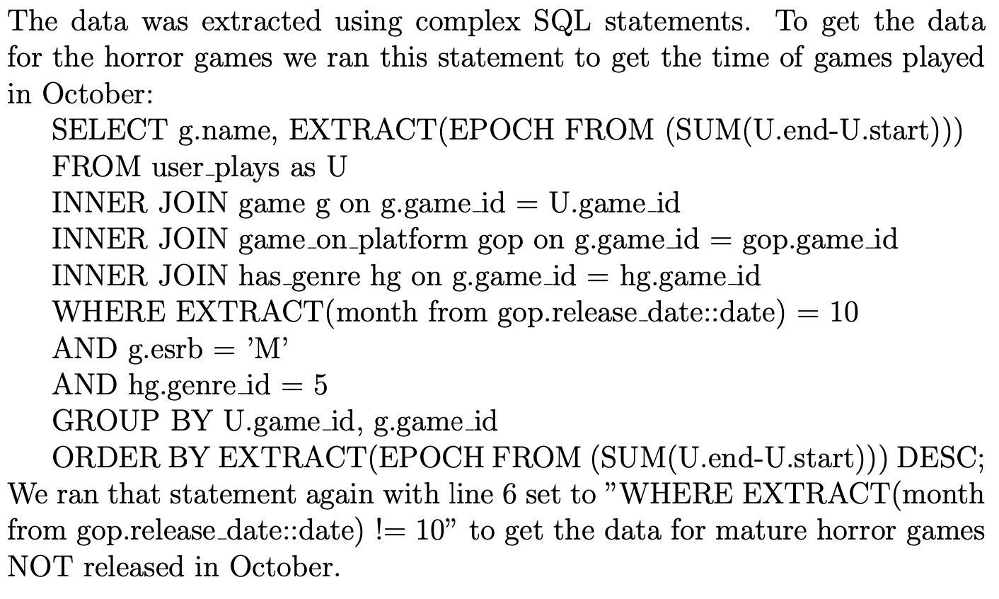 The data was extracted using complex SQL statements. To get the data
for the horror games we ran this statement to get the time of games played
in October:
SELECT g.name, EXTRACT(EPOCH FROM (SUM(U.end-U.start)))
FROM user_plays as U
INNER JOIN game g on g.game_id = U.game_id
INNER JOIN game_on_platform gop on g.game_id = gop.game_id
INNER JOIN has_genre hg on g.game_id = hg.game_id
WHERE EXTRACT(month from gop.release_date::date) = 10
AND g.esrb = ’M’
AND hg.genre_id = 5
GROUP BY U.game_id, g.game_id
ORDER BY EXTRACT(EPOCH FROM (SUM(U.end-U.start))) DESC;
We ran that statement again with line 6 set to ”WHERE EXTRACT(month
from gop.release_date::date) != 10” to get the data for mature horror games
NOT released in October.